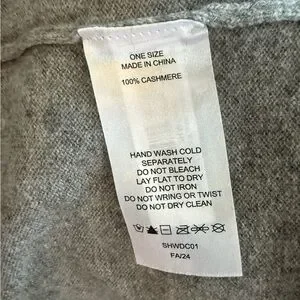 ONE SIZE
MADE IN CHINA
100% CASHMERE
HAND WASH COLD
SEPARATELY
DO NOT BLEACH
LAY FLAT TO DRY
DO NOT IRON
DO NOT WRING OR TWIST
DO NOT DRY CLEAN
SHWDC01
FA/24